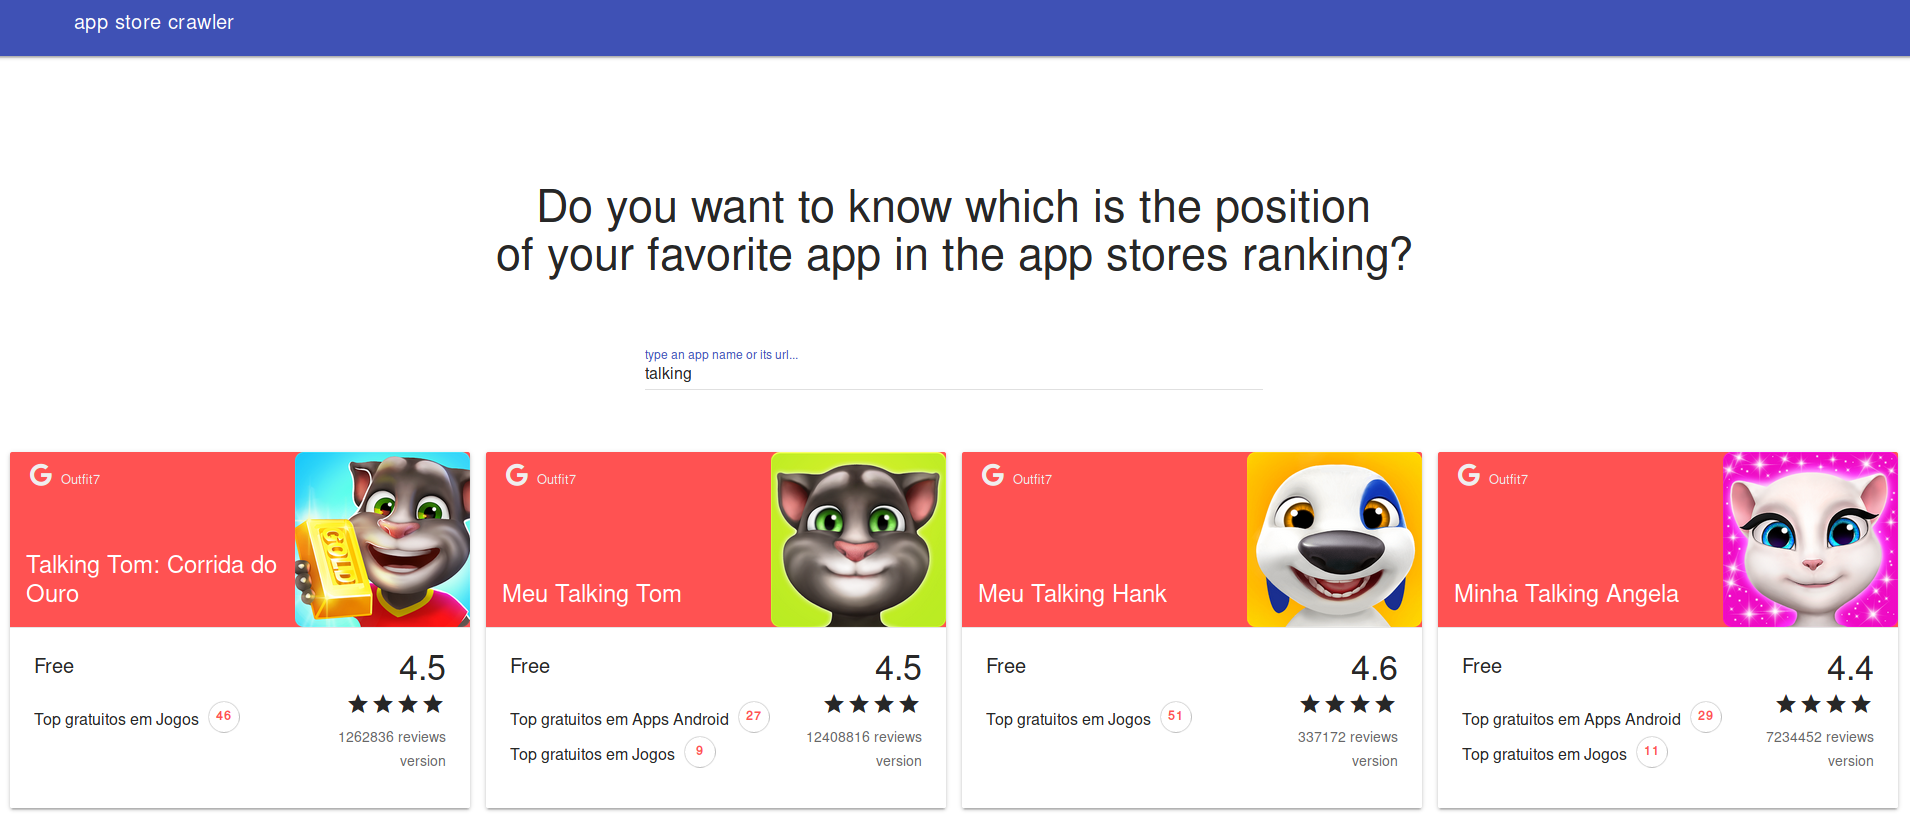 app store crawler
Do you want to know which is the position
of your favorite app in the app stores ranking?
type an app name or its url...
talking
G Outfit7
Talking Tom: Corrida do
Ouro
GOLD
Free
4.5
Top gratuitos em Jogos 46
1262836 reviews
version
G Outfit7
Meu Talking Tom
Free
4.5
Top gratuitos em Apps Android 27
Top gratuitos em Jogos 9
12408816 reviews
version
G Outfit7
Meu Talking Hank
Free
4.6
Top gratuitos em Jogos 51
337172 reviews
version
G Outfit7
Minha Talking Angela
Free
4.4
Top gratuitos em Apps Android 29
Top gratuitos em Jogos 11
7234452 reviews
version